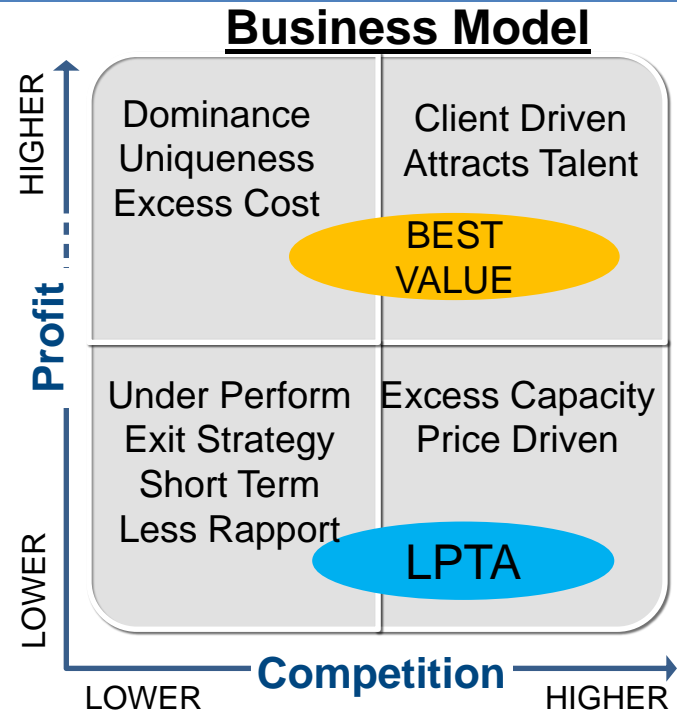 Business Model
HIGHER
Profit
LOWER
Dominance
Uniqueness
Excess Cost
Client Driven
Attracts Talent
BEST
VALUE
Under Perform
Exit Strategy
Short Term
Less Rapport
Excess Capacity
Price Driven
LPTA
Competition
LOWER
HIGHER